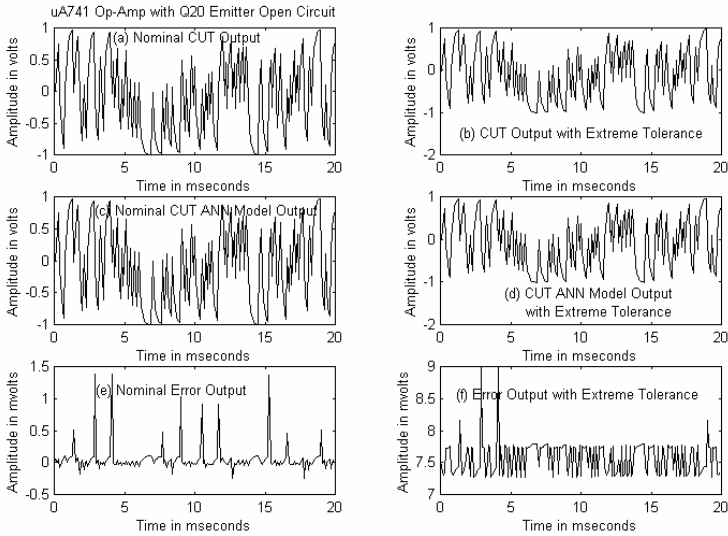 uA741 Op-Amp with Q20 Emitter Open Circuit
(a) Nominal CUT Output
Amplitude in volts
1
0.5
0
-0.5
-1
0 5 10 15 20
Time in mseconds
(b) CUT Output with Extreme Tolerance
Amplitude in volts
1
0
-1
-2
0 5 10 15 20
Time in mseconds
(c) Nominal CUT ANN Model Output
Amplitude in volts
1
0.5
0
-0.5
-1
0 5 10 15 20
Time in mseconds
(d) CUT ANN Model Output
with Extreme Tolerance
Amplitude in volts
1
0
-1
-2
0 5 10 15 20
Time in mseconds
(e) Nominal Error Output
Amplitude in mvolts
1.5
1
0.5
0
-0.5
0 5 10 15 20
Time in mseconds
(f) Error Output with Extreme Tolerance
Amplitude in mvolts
9
8.5
8
7.5
7
0 5 10 15 20
Time in mseconds